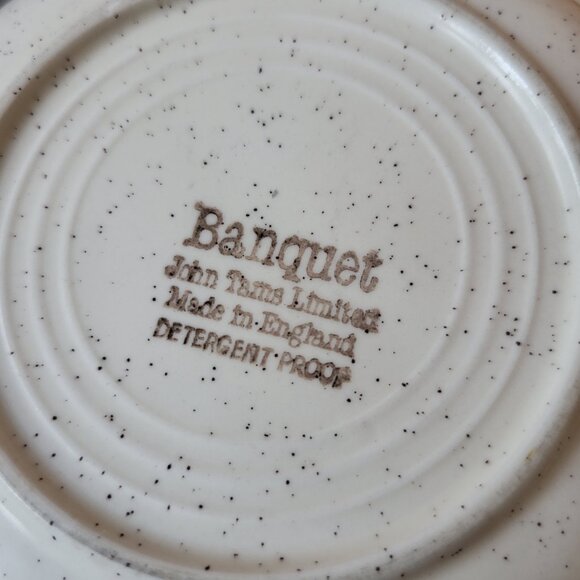 Banquet
John Tams Limited
Made in England
DETERGENT PROOF